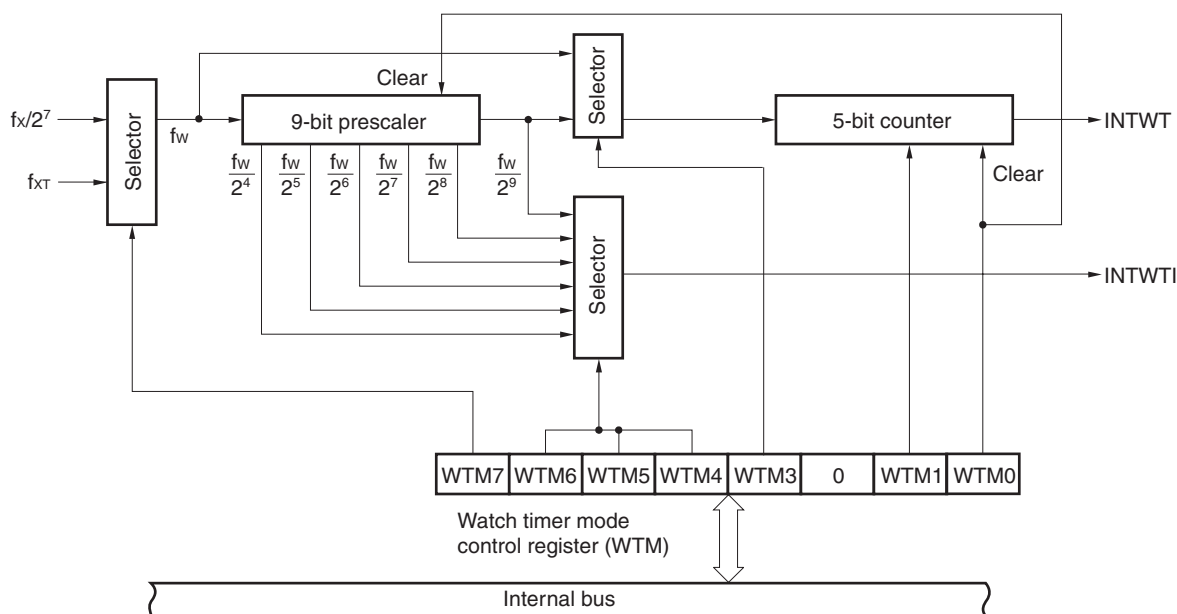 Clear
fX/2⁷
fXT
Selector
fW
9-bit prescaler
Selector
5-bit counter
INTWT
fW/2⁴
fW/2⁵
fW/2⁶
fW/2⁷
fW/2⁸
fW/2⁹
Clear
Selector
INTWTI
WTM7 WTM6 WTM5 WTM4 WTM3 0 WTM1 WTM0
Watch timer mode
control register (WTM)
Internal bus